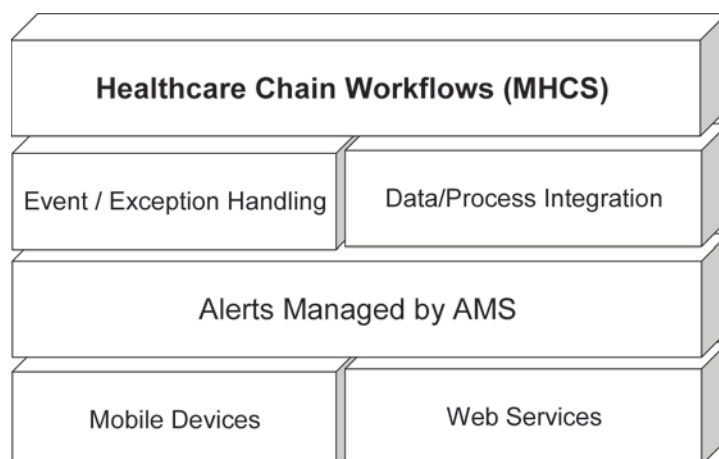 Healthcare Chain Workflows (MHCS)
Event / Exception Handling
Data/Process Integration
Alerts Managed by AMS
Mobile Devices
Web Services